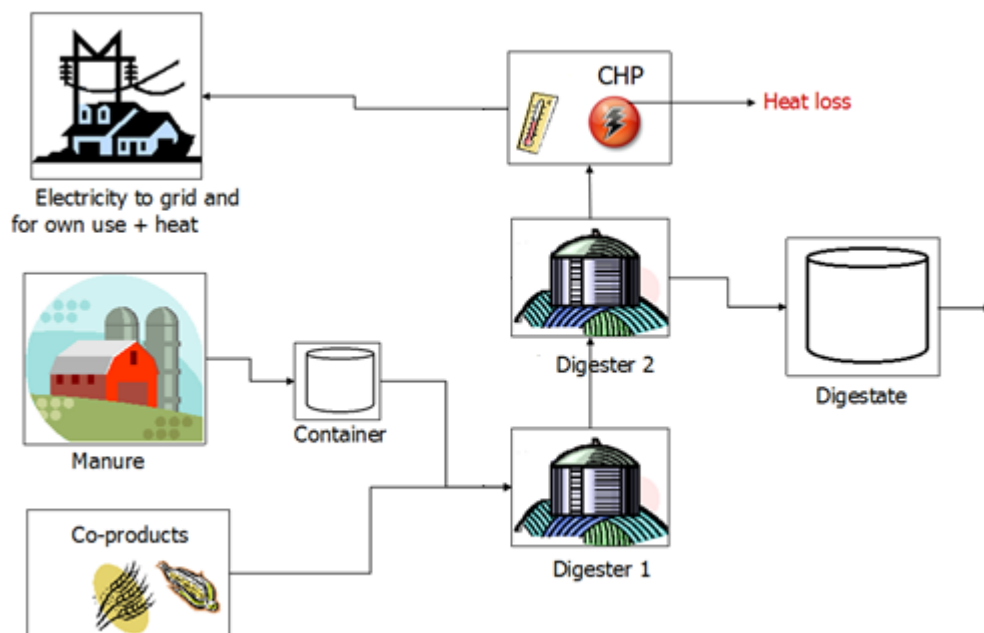 CHP
Heat loss
Electricity to grid and
for own use + heat
Digester 2
Digestate
Container
Manure
Co-products
Digester 1